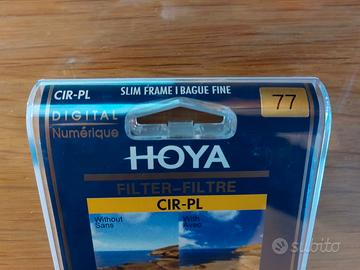 CIR-PL SLIM FRAME I BAGUE FINE 77
DIGITAL
Numérique
HOYA
FILTER-FILTRE
CIR-PL
Without With
Sans Avec
subito